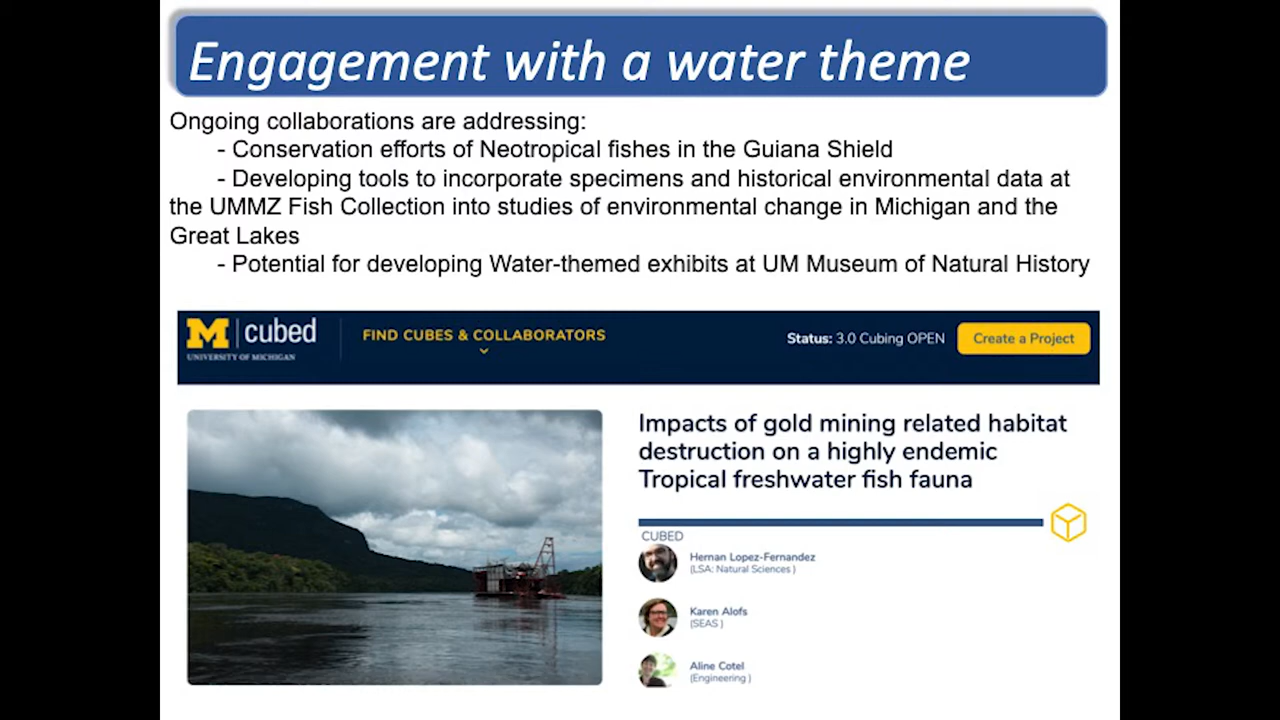 Engagement with a water theme
Ongoing collaborations are addressing:
- Conservation efforts of Neotropical fishes in the Guiana Shield
- Developing tools to incorporate specimens and historical environmental data at
the UMMZ Fish Collection into studies of environmental change in Michigan and the
Great Lakes
- Potential for developing Water-themed exhibits at UM Museum of Natural History
M | cubed
UNIVERSITY OF MICHIGAN
FIND CUBES & COLLABORATORS
Status: 3.0 Cubing OPEN
Create a Project
Impacts of gold mining related habitat
destruction on a highly endemic
Tropical freshwater fish fauna
CUBED
Hernan Lopez-Fernandez
(LSA: Natural Sciences )
Karen Alofs
(SEAS )
Aline Cotel
(Engineering )